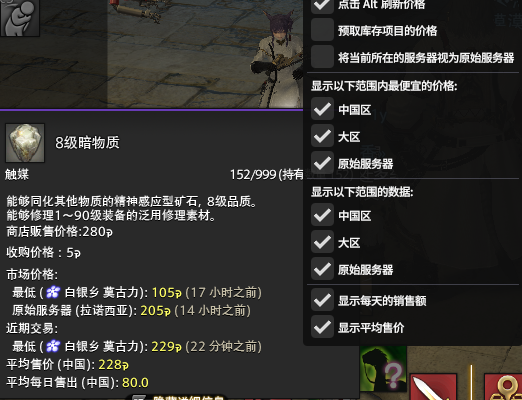 点击 Alt 刷新价格
预取库存项目的价格
将当前所在的服务器视为原始服务器
显示以下范围内最便宜的价格:
中国区
大区
原始服务器
显示以下范围的数据:
中国区
大区
原始服务器
显示每天的销售额
显示平均售价
8级暗物质
触媒
152/999 (持有
能够同化其他物质的精神感应型矿石，8级品质。
能够修理1～90级装备的泛用修理素材。
商店贩售价格:280
收购价格 : 5
市场价格:
最低 ( 白银乡 莫古力): 105 (17 小时之前)
原始服务器 (拉诺西亚): 205 (14 小时之前)
近期交易:
最低 ( 白银乡 莫古力): 229 (22 分钟之前)
平均售价 (中国): 228
平均每日售出 (中国): 80.0